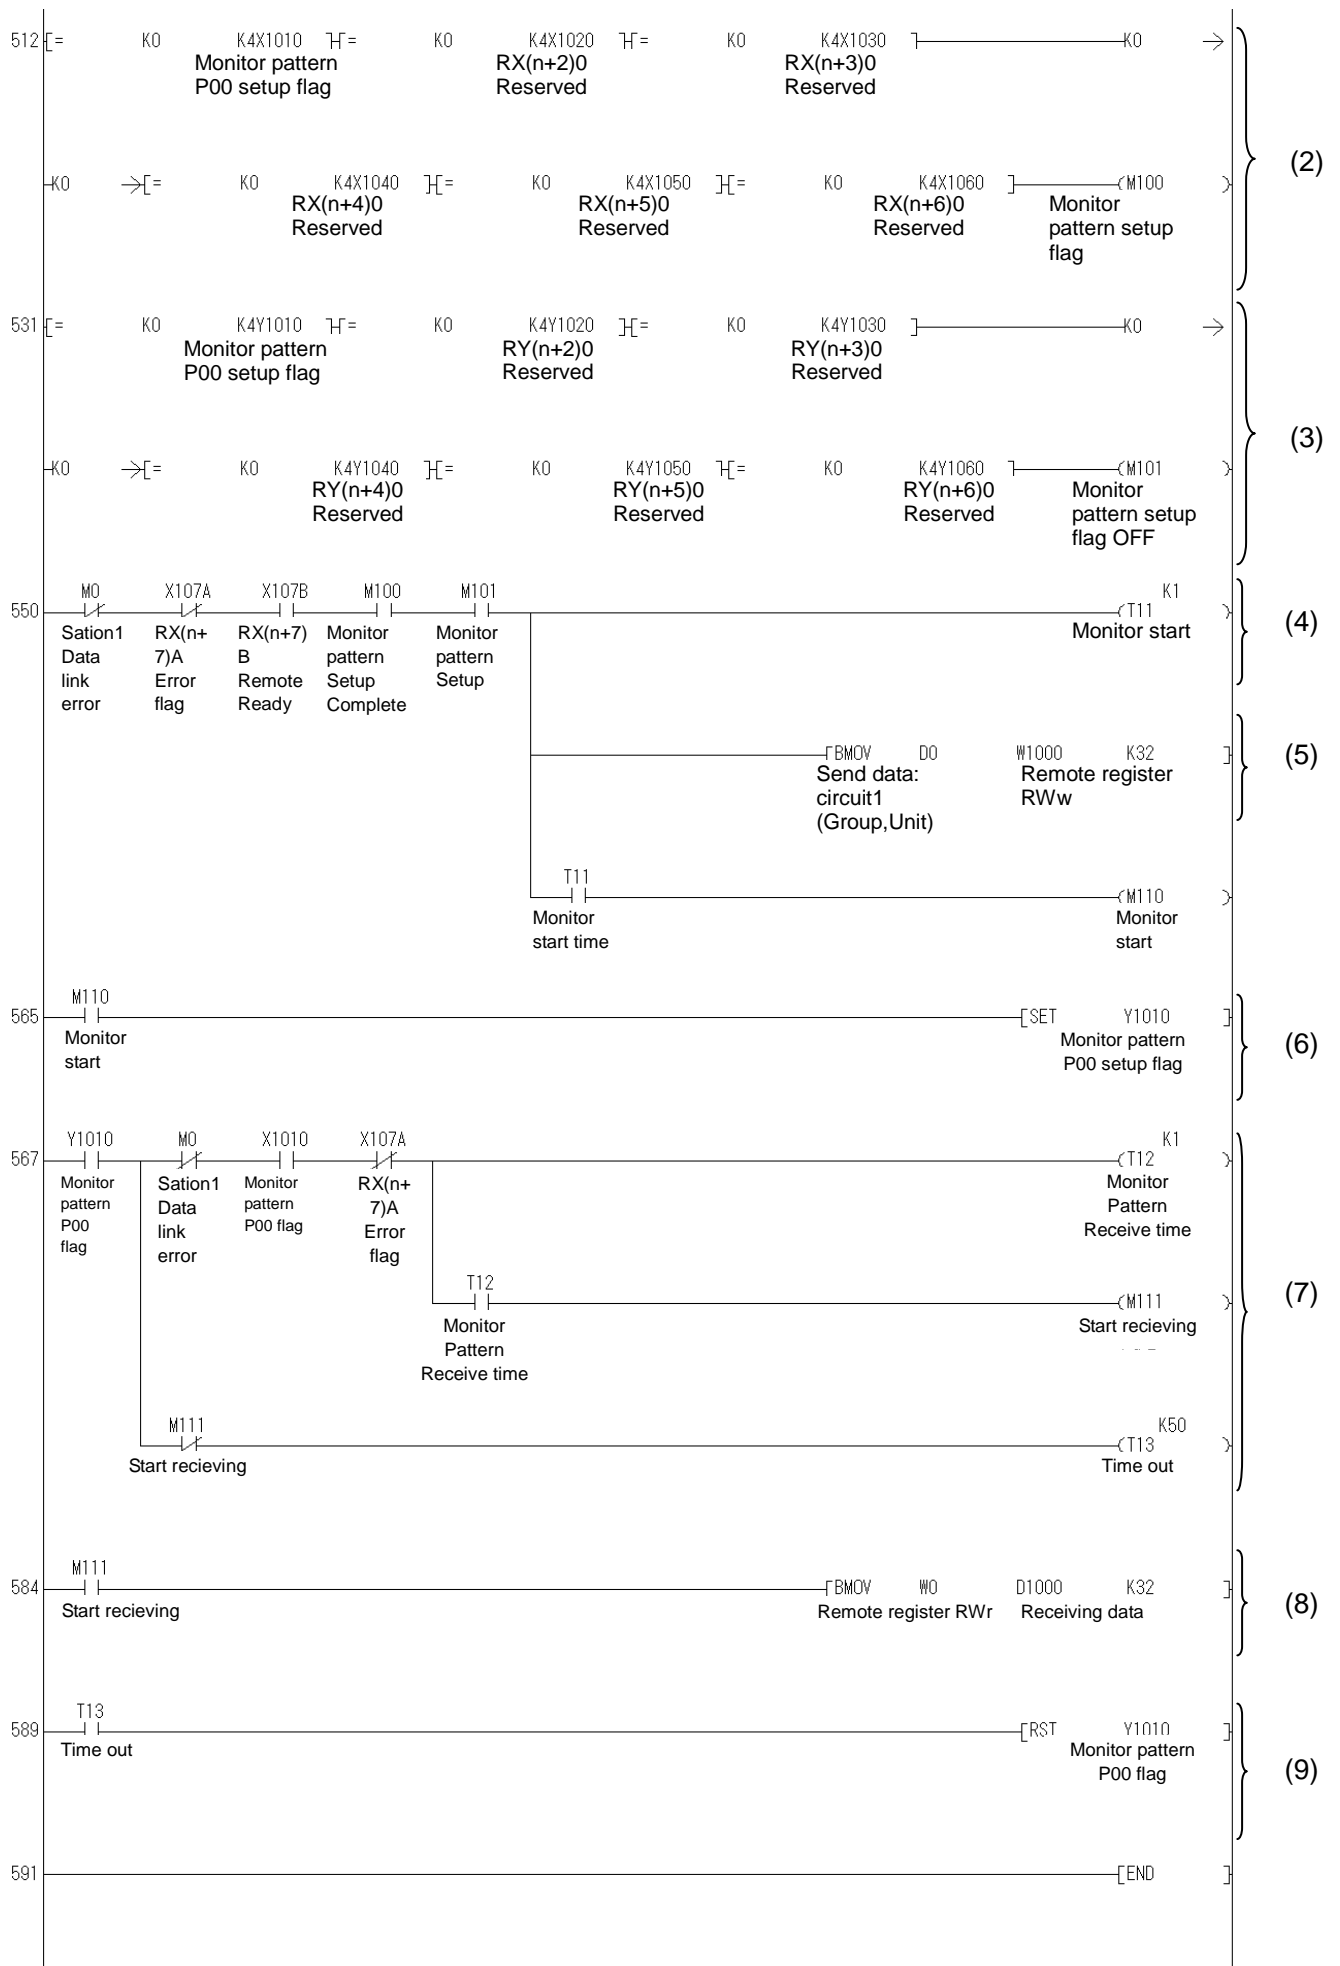 512 [= K0 K4X1010 ][= K0 K4X1020 ][= K0 K4X1030 ] K0
Monitor pattern RX(n+2)0 RX(n+3)0
P00 setup flag Reserved Reserved
(2)
K0 [= K0 K4X1040 ][= K0 K4X1050 ][= K0 K4X1060 ] (M100 )
RX(n+4)0 RX(n+5)0 RX(n+6)0 Monitor
Reserved Reserved Reserved pattern setup
flag
531 [= K0 K4Y1010 ][= K0 K4Y1020 ][= K0 K4Y1030 ] K0
Monitor pattern RY(n+2)0 RY(n+3)0
P00 setup flag Reserved Reserved
(3)
K0 [= K0 K4Y1040 ][= K0 K4Y1050 ][= K0 K4Y1060 ] (M101 )
RY(n+4)0 RY(n+5)0 RY(n+6)0 Monitor
Reserved Reserved Reserved pattern setup
flag OFF
M0 X107A X107B M100 M101 K1
550 (T11 )
(4)
Sation1 RX(n+ RX(n+7) Monitor Monitor Monitor start
Data 7)A B pattern pattern
link Error Remote Setup Setup
error flag Ready Complete
[BMOV D0 W1000 K32 ]
(5)
Send data: Remote register
circuit1 RWw
(Group,Unit)
T11
(M110 )
Monitor Monitor
start time start
M110
565 [SET Y1010 ]
Monitor Monitor pattern
(6)
start P00 setup flag
Y1010 M0 X1010 X107A K1
567 (T12 )
Monitor Sation1 Monitor RX(n+ Monitor
pattern Data pattern 7)A Pattern
P00 link P00 flag Error Receive time
flag error flag
T12
(7)
(M111 )
Monitor Start recieving
Pattern
Receive time
M111 K50
(T13 )
Start recieving Time out
M111
584 [BMOV W0 D1000 K32 ]
(8)
Start recieving Remote register RWr Receiving data
T13
589 [RST Y1010 ]
Time out Monitor pattern
P00 flag
(9)
591 [END ]